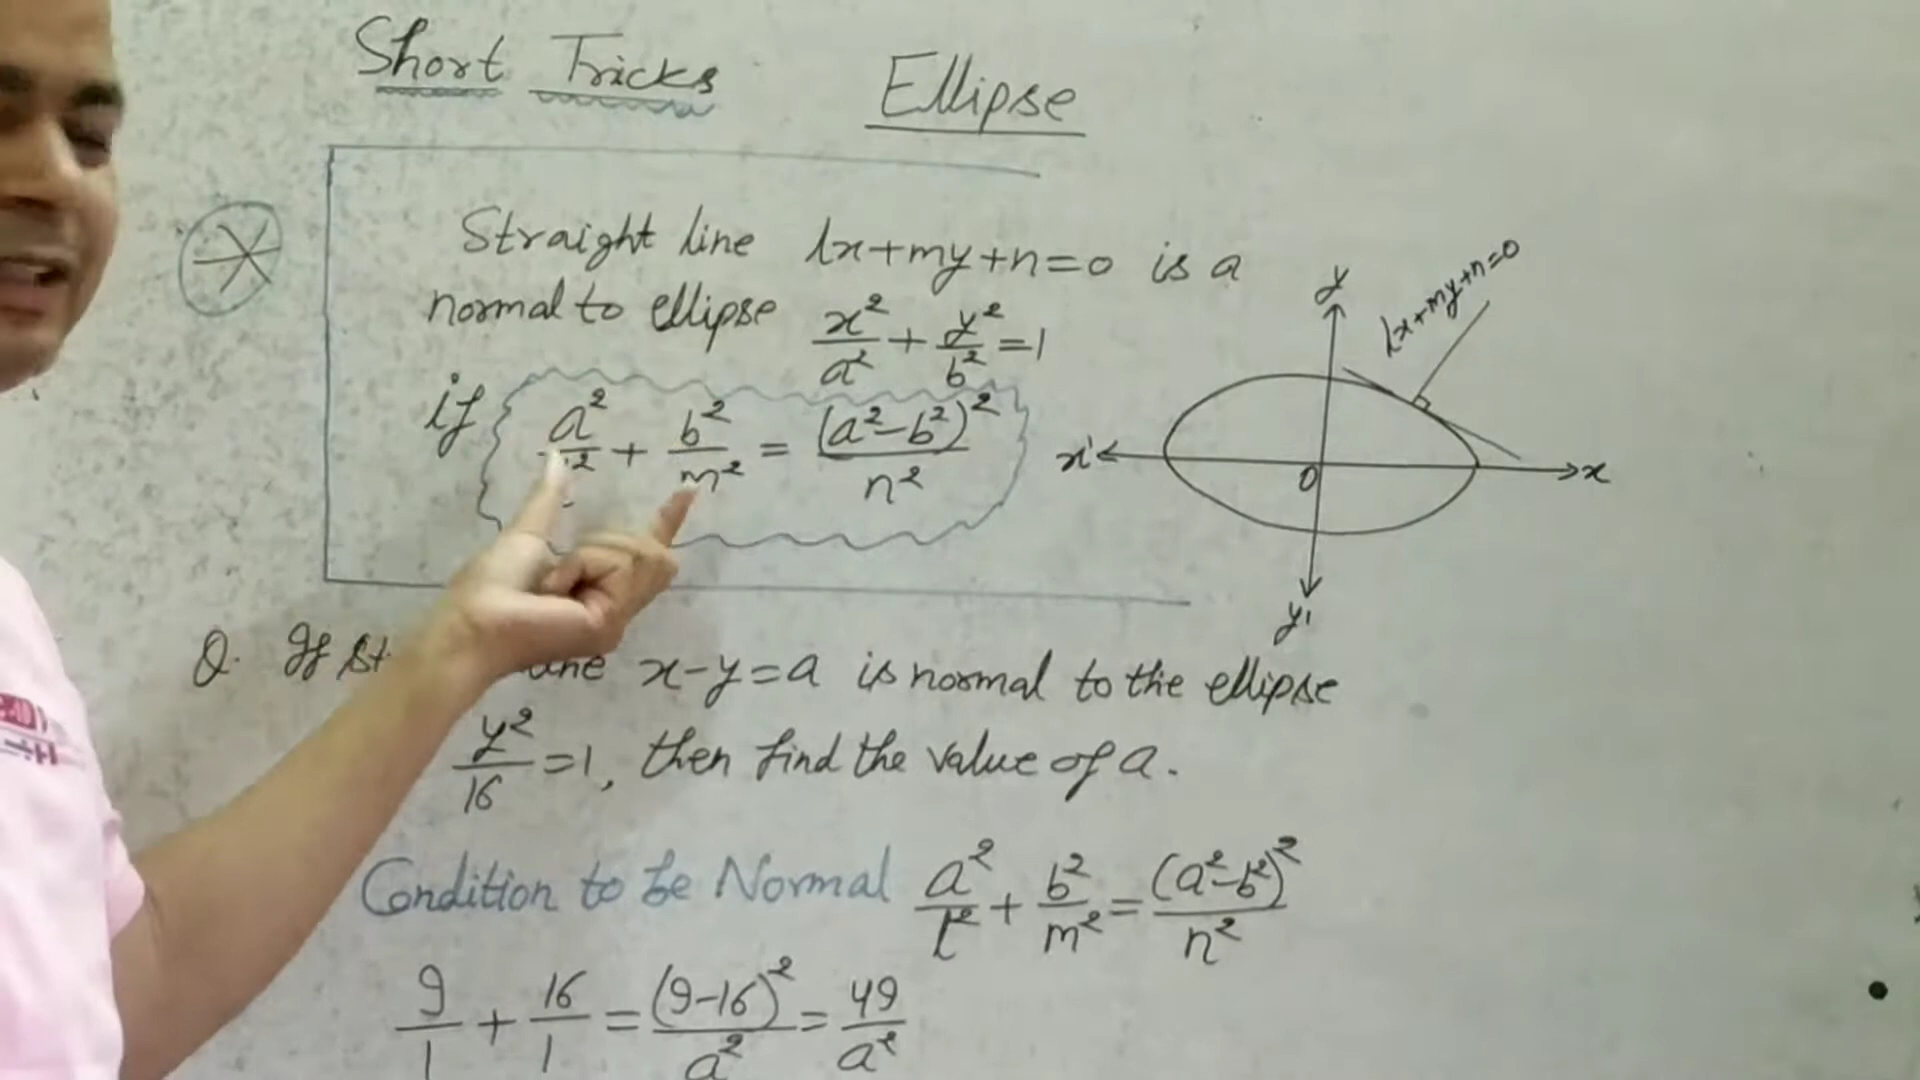 Short Tricks Ellipse
Straight line lx+my+n=0 is a
normal to ellipse x²/a² + y²/b² = 1
if a²/l² + b²/m² = (a²-b²)²/n²
lx+my+n=0
y
x' 0 x
y'
Q. If st line x-y=a is normal to the ellipse
y²/16 = 1, then find the value of a.
Condition to be Normal a²/l² + b²/m² = (a²-b²)²/n²
9/1 + 16/1 = (9-16)²/a² = 49/a²